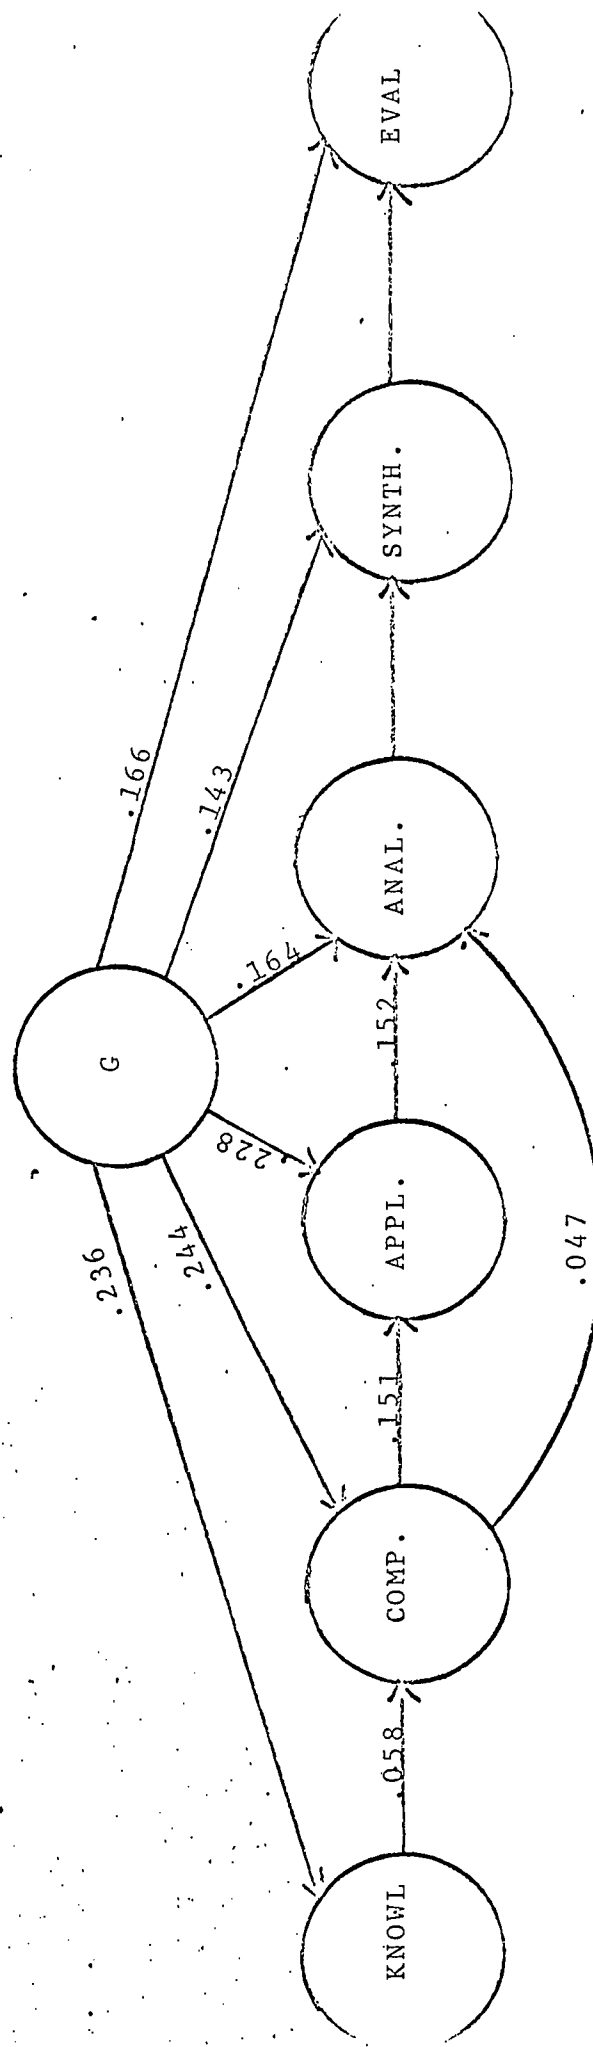 G
.236
.244
.228
.164
.143
.166
KNOWL
.058
COMP.
.151
APPL.
.152
ANAL.
SYNTH.
EVAL
.047